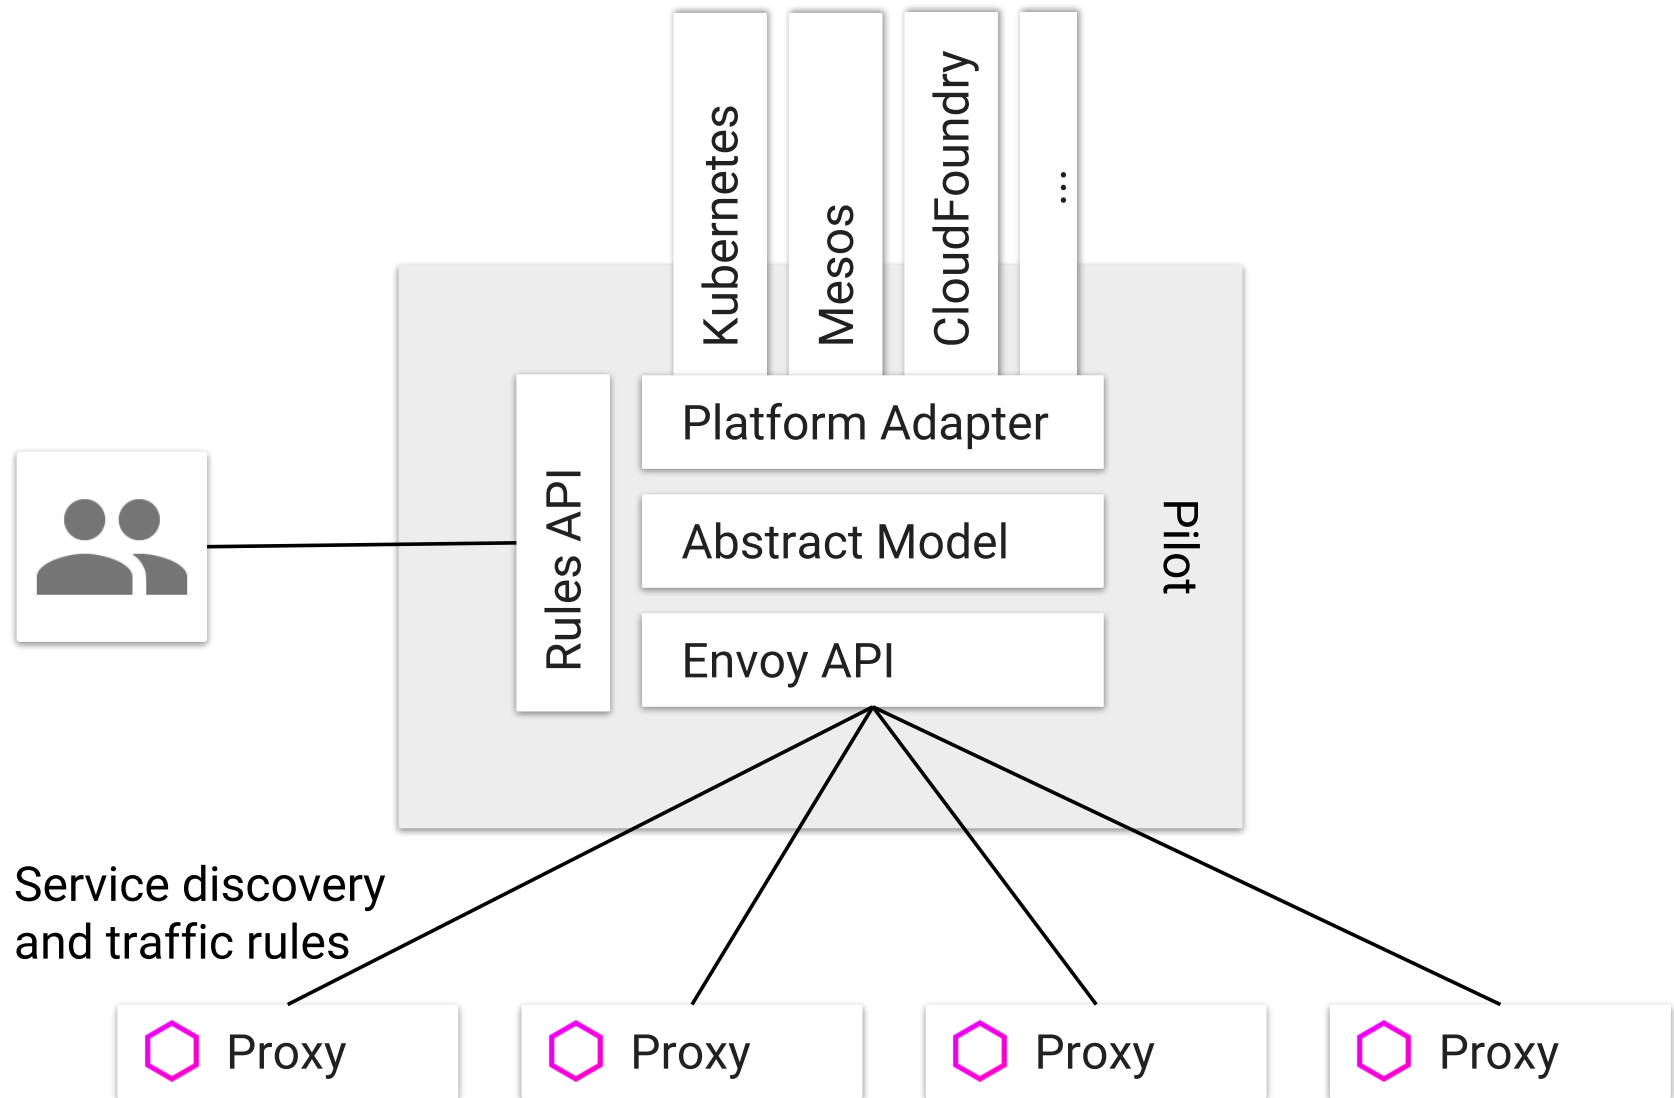 Kubernetes
Mesos
CloudFoundry
...
Platform Adapter
Rules API
Abstract Model
Pilot
Envoy API
Service discovery
and traffic rules
Proxy
Proxy
Proxy
Proxy